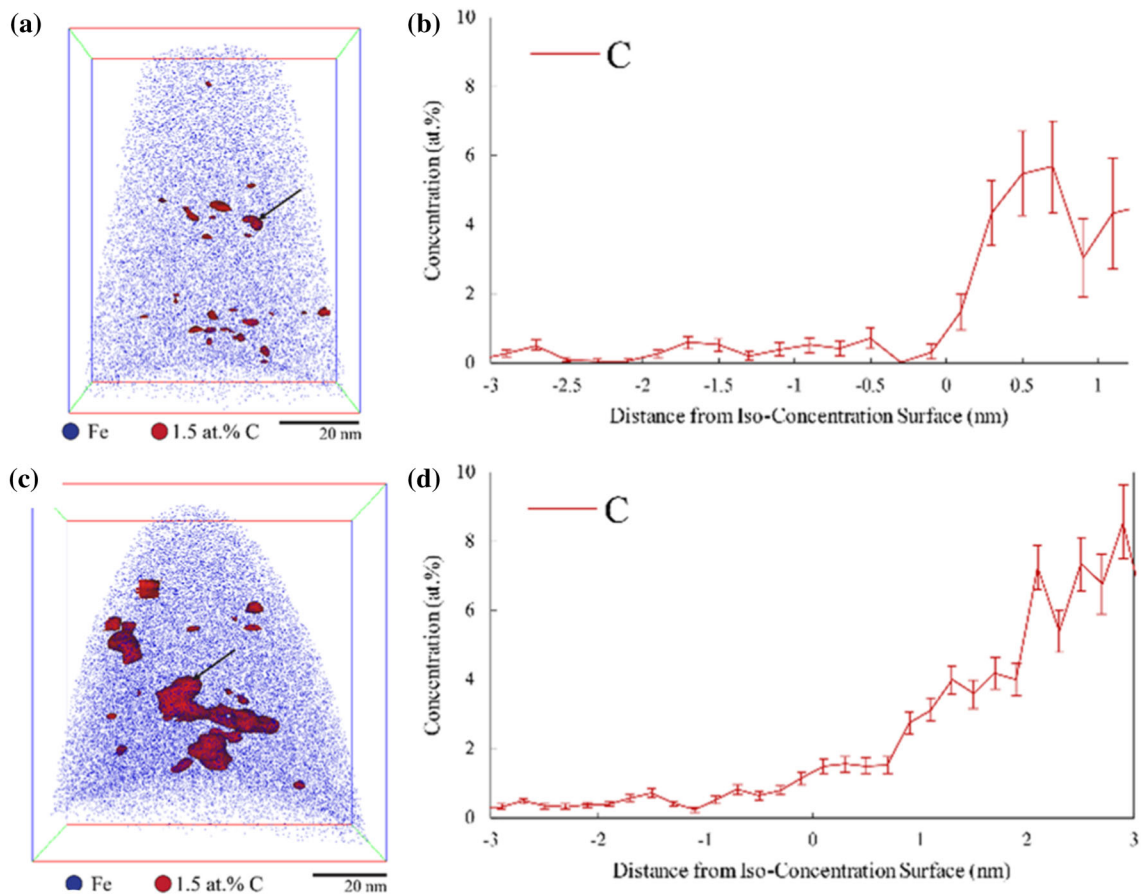 (a)
Fe 1.5 at.% C 20 nm
(b)
C
Concentration (at.%)
10
8
6
4
2
0
-3 -2.5 -2 -1.5 -1 -0.5 0 0.5 1
Distance from Iso-Concentration Surface (nm)
(c)
Fe 1.5 at.% C 20 nm
(d)
C
Concentration (at.%)
10
8
6
4
2
0
-3 -2 -1 0 1 2 3
Distance from Iso-Concentration Surface (nm)